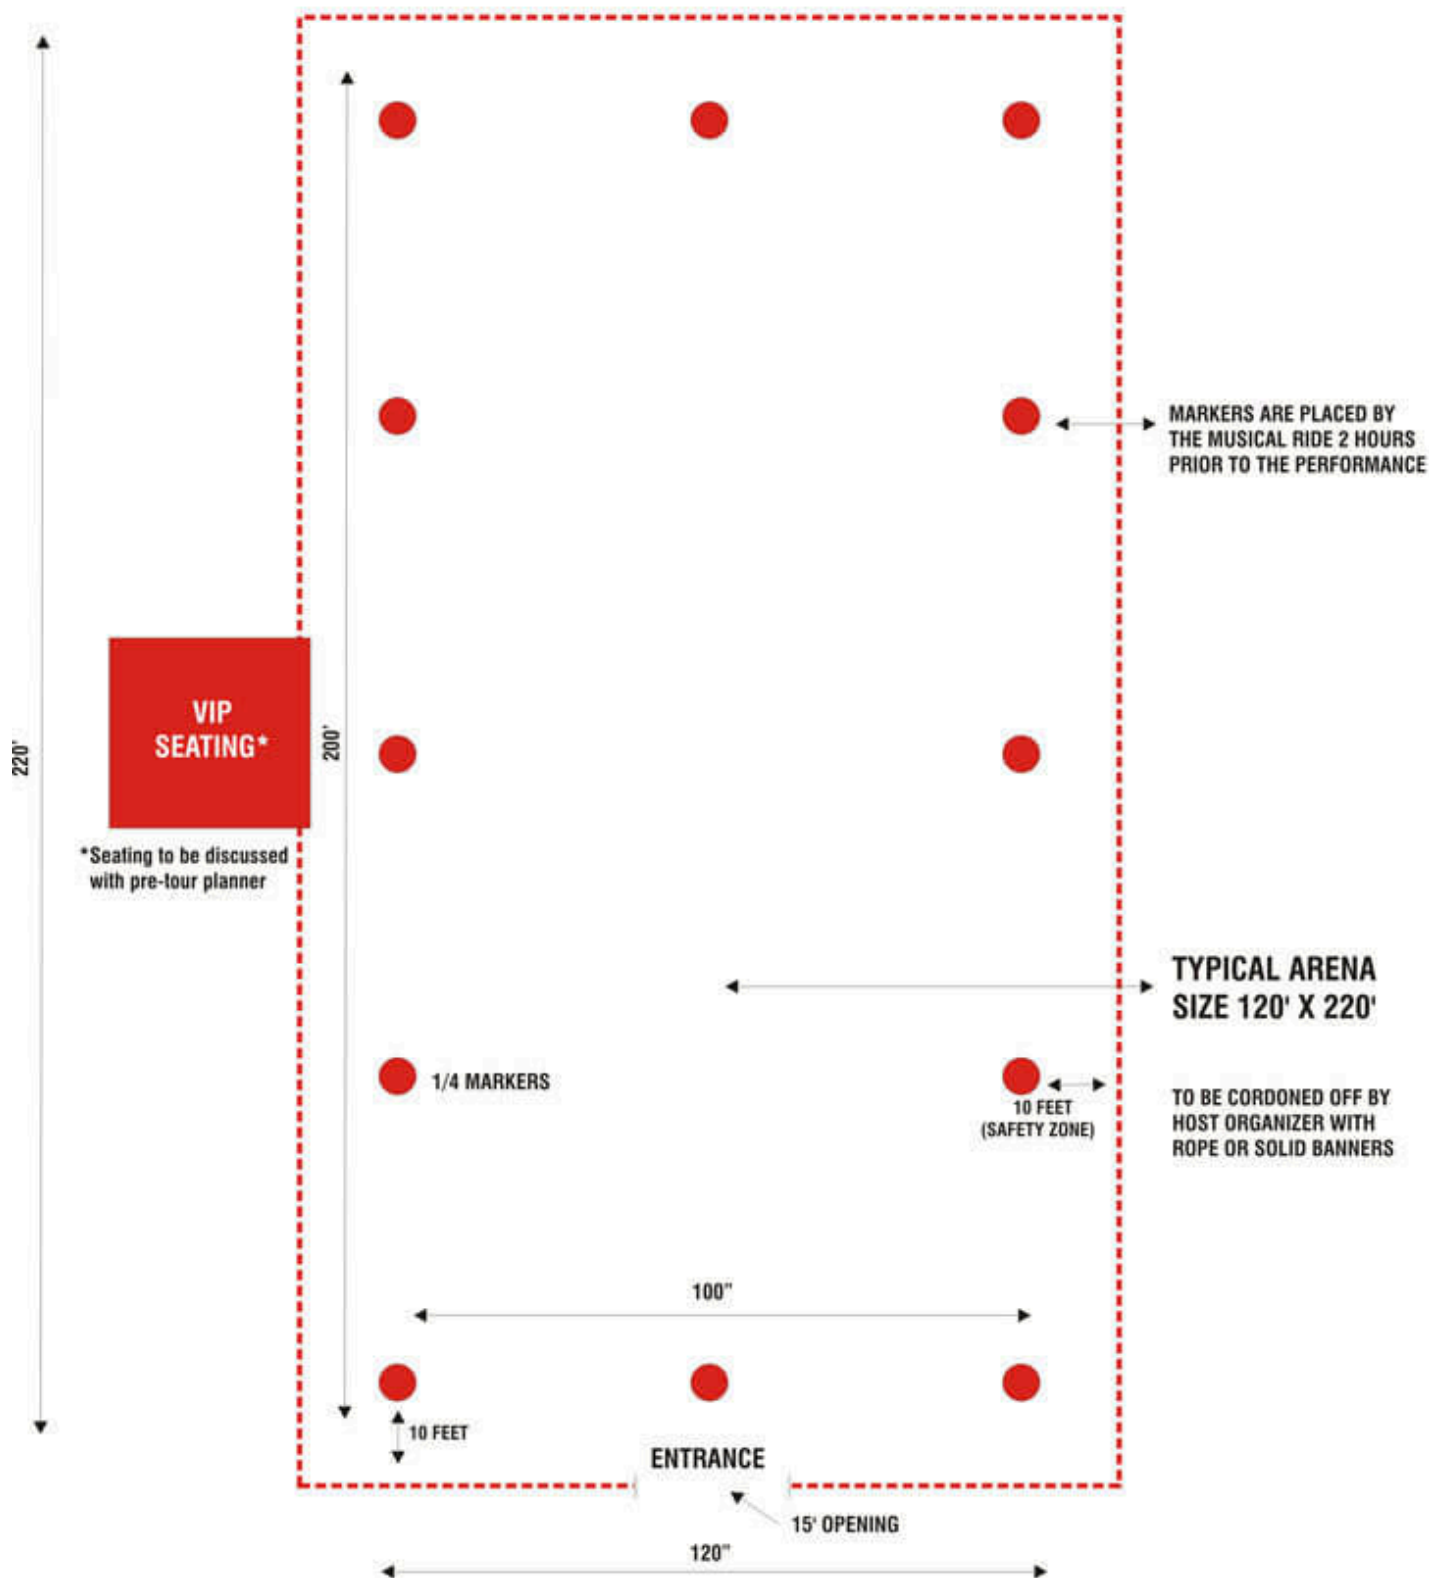 MARKERS ARE PLACED BY
THE MUSICAL RIDE 2 HOURS
PRIOR TO THE PERFORMANCE
VIP
SEATING*
220'
200'
*Seating to be discussed
with pre-tour planner
TYPICAL ARENA
SIZE 120' X 220'
1/4 MARKERS
10 FEET
(SAFETY ZONE)
TO BE CORDONED OFF BY
HOST ORGANIZER WITH
ROPE OR SOLID BANNERS
100”
10 FEET
ENTRANCE
15' OPENING
120”